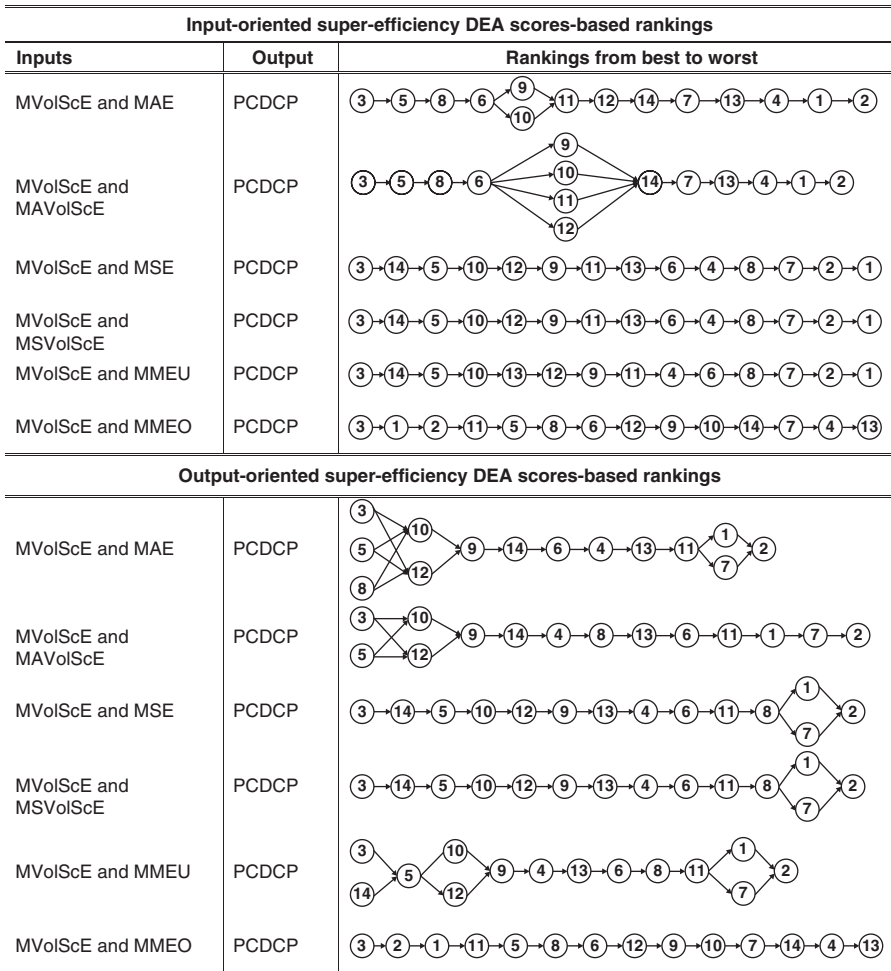 Input-oriented super-efficiency DEA scores-based rankings
Inputs Output Rankings from best to worst
MVolScE and MAE PCDCP 3 5 8 6 9 10 11 12 14 7 13 4 1 2
MVolScE and
MAVolScE PCDCP 3 5 8 6 9 10 11 12 14 7 13 4 1 2
MVolScE and MSE PCDCP 3 14 5 10 12 9 11 13 6 4 8 7 2 1
MVolScE and
MSVolScE PCDCP 3 14 5 10 12 9 11 13 6 4 8 7 2 1
MVolScE and MMEU PCDCP 3 14 5 10 13 12 9 11 4 6 8 7 2 1
MVolScE and MMEO PCDCP 3 1 2 11 5 8 6 12 9 10 14 7 4 13
Output-oriented super-efficiency DEA scores-based rankings
MVolScE and MAE PCDCP 3 5 8 10 12 9 14 6 4 13 11 1 7 2
MVolScE and
MAVolScE PCDCP 3 5 10 12 9 14 4 8 13 6 11 1 7 2
MVolScE and MSE PCDCP 3 14 5 10 12 9 13 4 6 11 8 1 7 2
MVolScE and
MSVolScE PCDCP 3 14 5 10 12 9 13 4 6 11 8 1 7 2
MVolScE and MMEU PCDCP 3 14 5 10 12 9 4 13 6 8 11 1 7 2
MVolScE and MMEO PCDCP 3 2 1 11 5 8 6 12 9 10 7 14 4 13